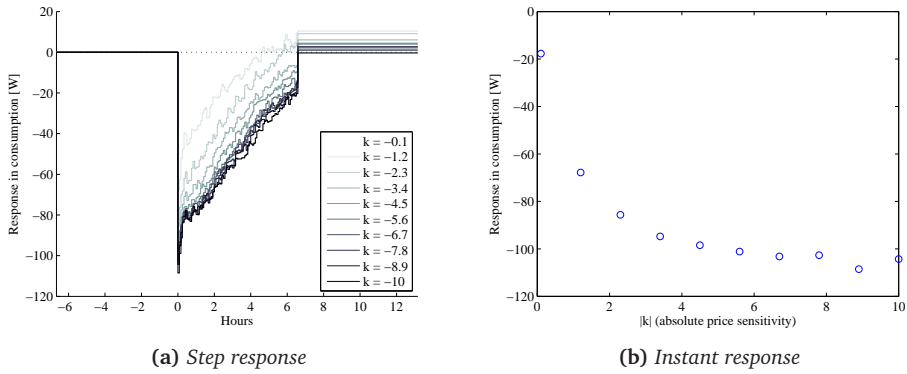 20
0
−20
−40
−60
−80
−100
−120
Response in consumption [W]
−6 −4 −2 0 2 4 6 8 10 12
Hours
k = −0.1
k = −1.2
k = −2.3
k = −3.4
k = −4.5
k = −5.6
k = −6.7
k = −7.8
k = −8.9
k = −10
(a) Step response
0
−20
−40
−60
−80
−100
−120
Response in consumption [W]
0 2 4 6 8 10
|k| (absolute price sensitivity)
(b) Instant response